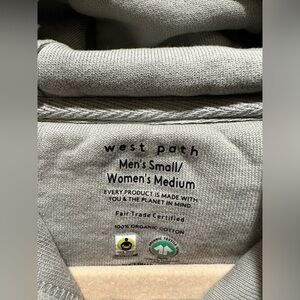 west path
Men's Small/
Women's Medium
EVERY PRODUCT IS MADE WITH
YOU & THE PLANET IN MIND.
Fair Trade Certified
100% ORGANIC COTTON